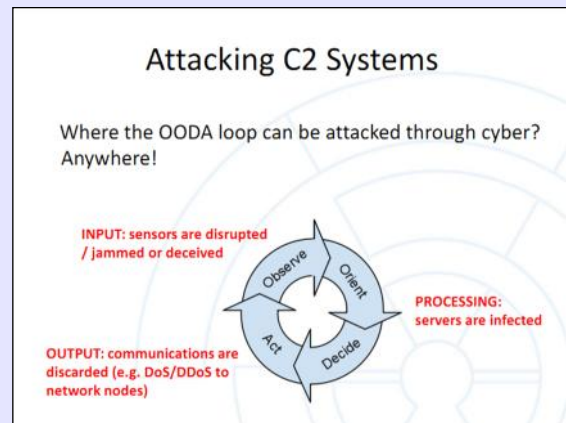 Attacking C2 Systems
Where the OODA loop can be attacked through cyber?
Anywhere!
INPUT: sensors are disrupted
/ jammed or deceived
Observe
Orient
PROCESSING:
servers are infected
Decide
Act
OUTPUT: communications are
discarded (e.g. DoS/DDoS to
network nodes)